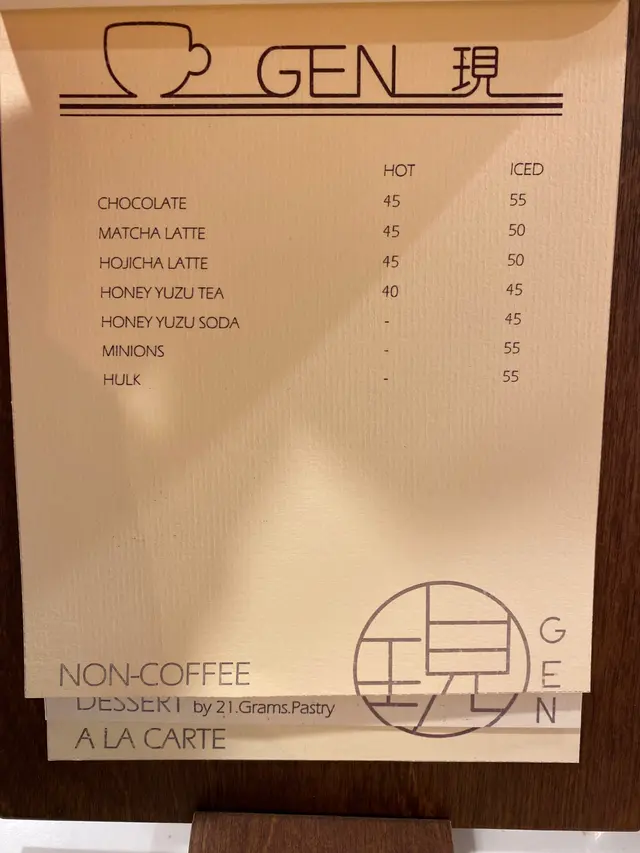 GEN 現
HOT ICED
CHOCOLATE 45 55
MATCHA LATTE 45 50
HOJICHA LATTE 45 50
HONEY YUZU TEA 40 45
HONEY YUZU SODA - 45
MINIONS - 55
HULK - 55
現 GEN
NON-COFFEE
DESSERT by 21.Grams.Pastry
A LA CARTE